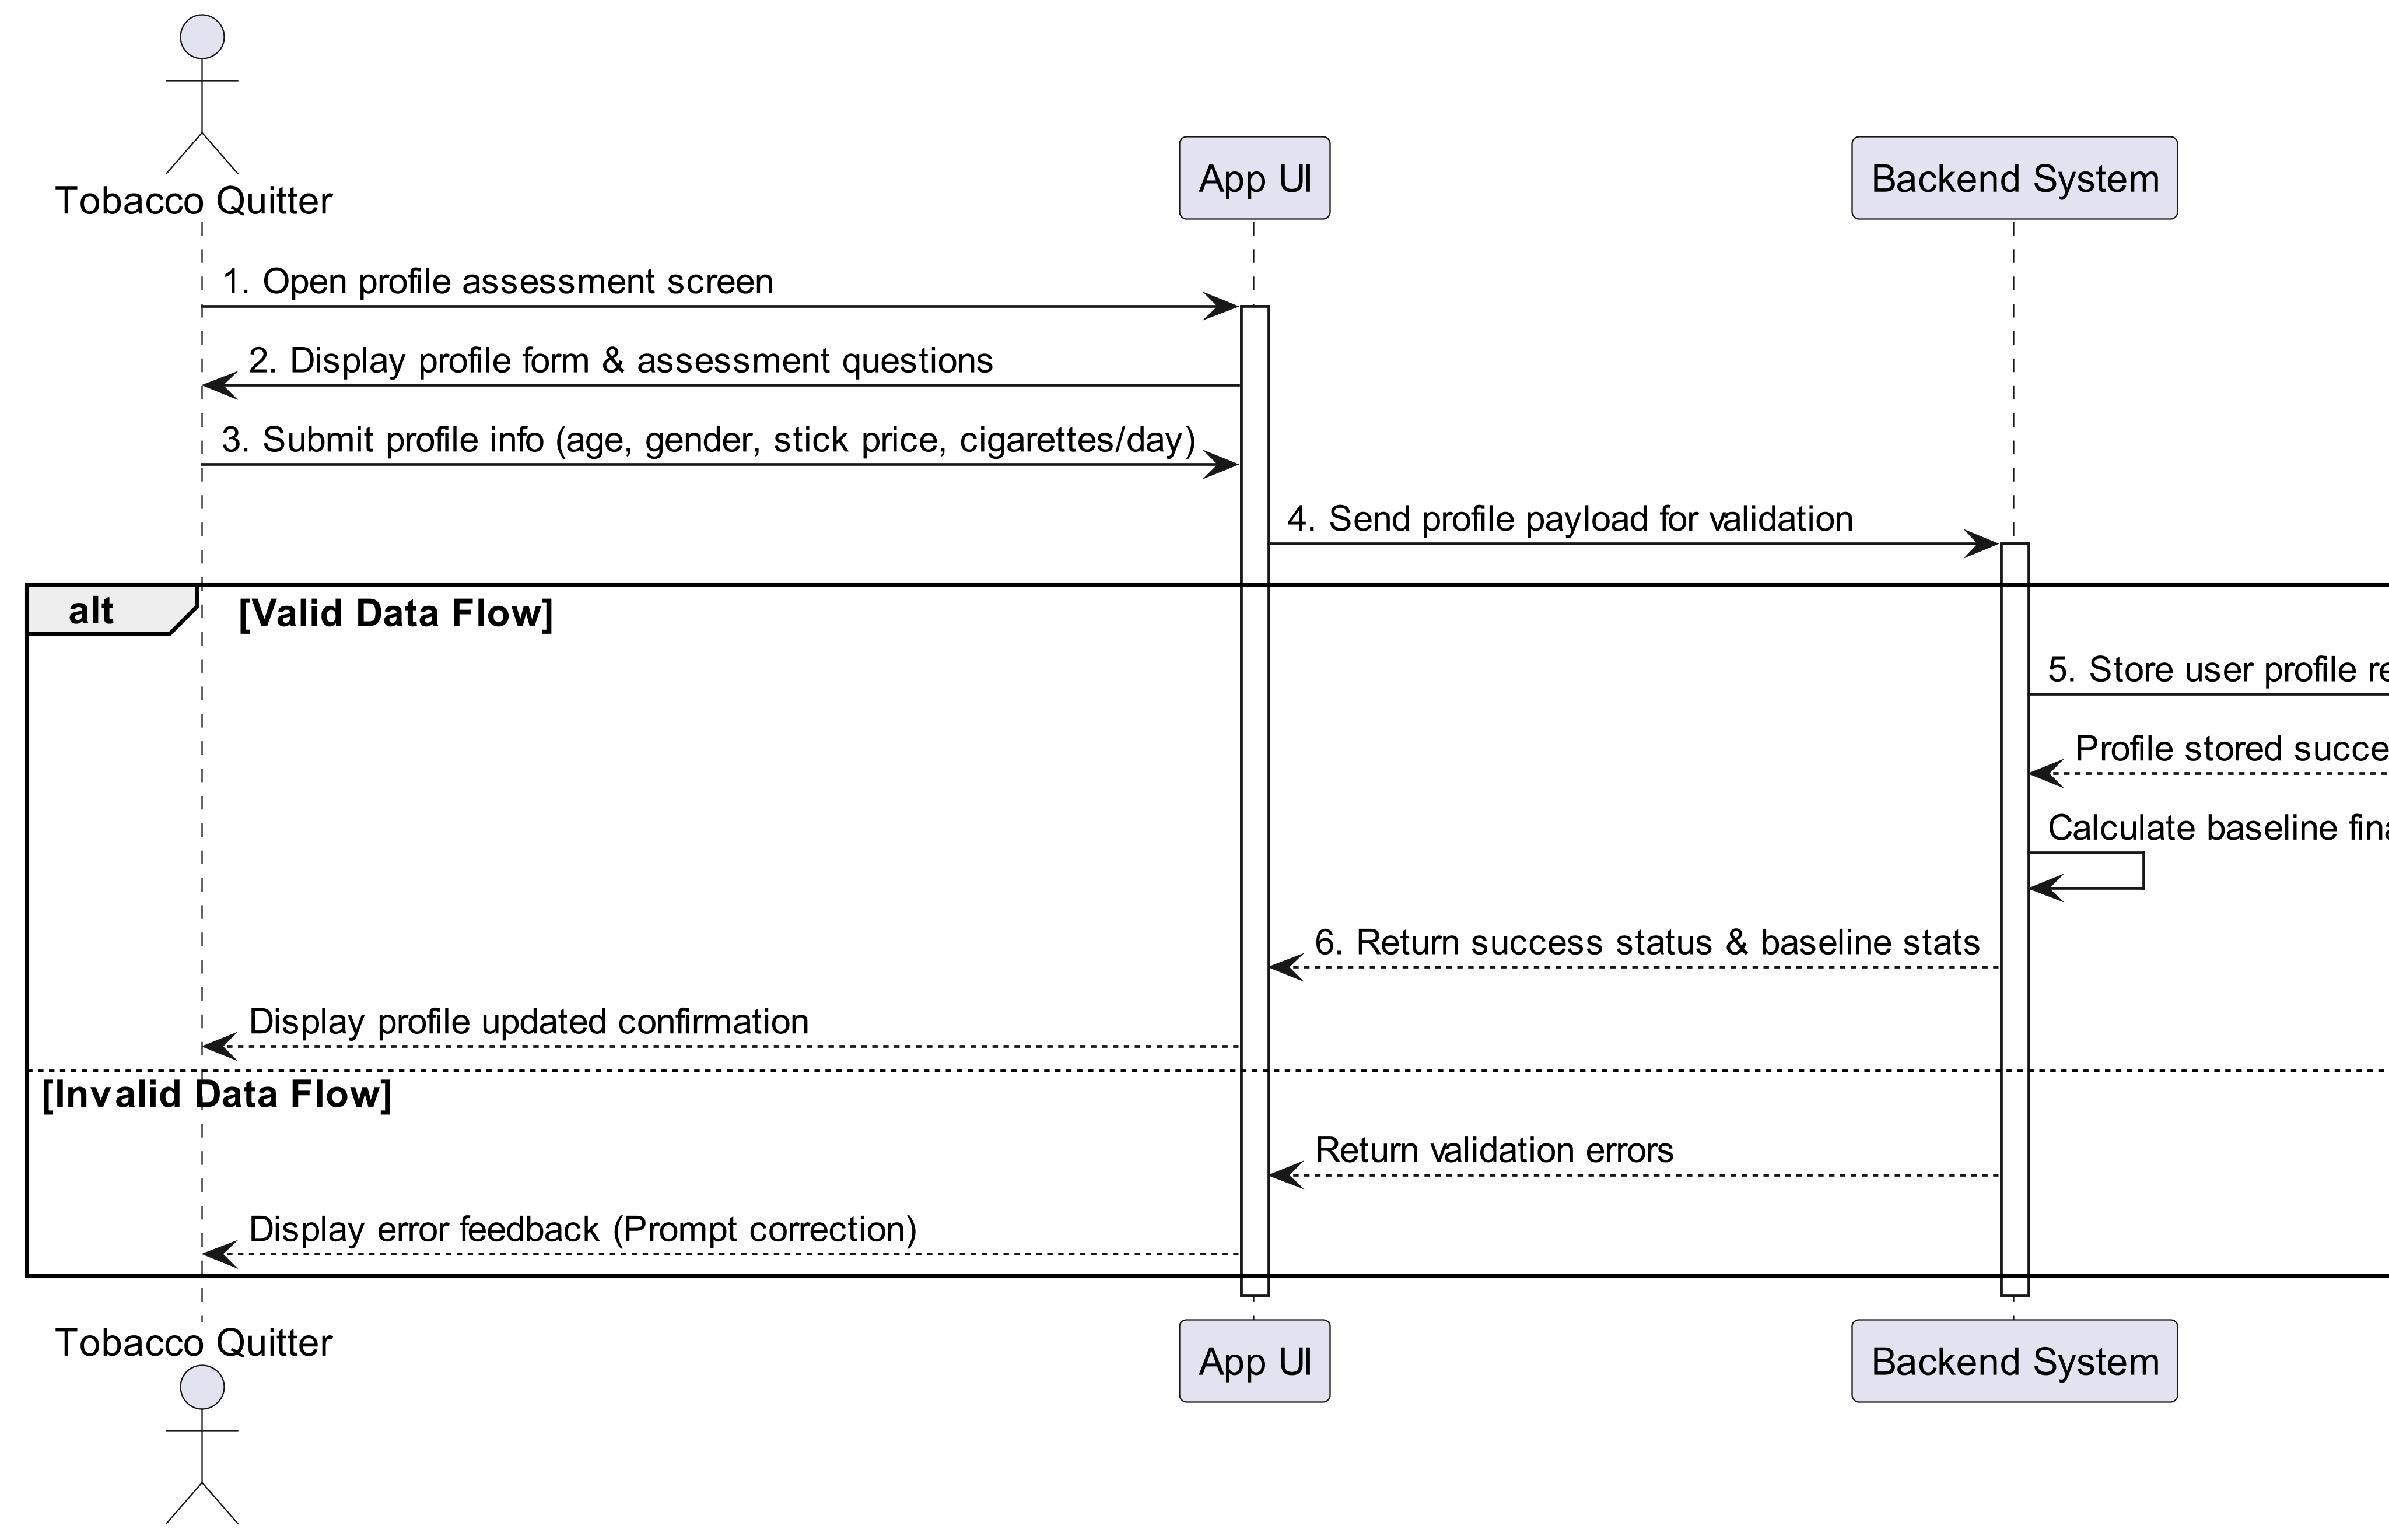 Tobacco Quitter
App UI
Backend System
1. Open profile assessment screen
2. Display profile form & assessment questions
3. Submit profile info (age, gender, stick price, cigarettes/day)
4. Send profile payload for validation
alt
[Valid Data Flow]
5. Store user profile
Profile stored
Calculate baseline
6. Return success status & baseline stats
Display profile updated confirmation
[Invalid Data Flow]
Return validation errors
Display error feedback (Prompt correction)
Tobacco Quitter
App UI
Backend System